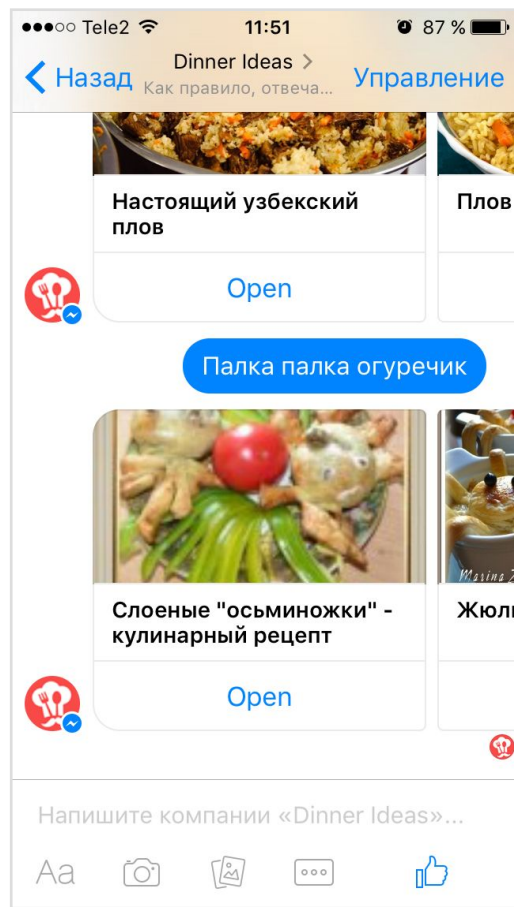 Tele2 11:51 87 %
Назад Dinner Ideas Управление
Как правило, отвеча...
Настоящий узбекский
плов
Плов
Open
Палка палка огуречик
Слоеные "осьминожки" -
кулинарный рецепт
Open
Напишите компании «Dinner Ideas»...
Aa